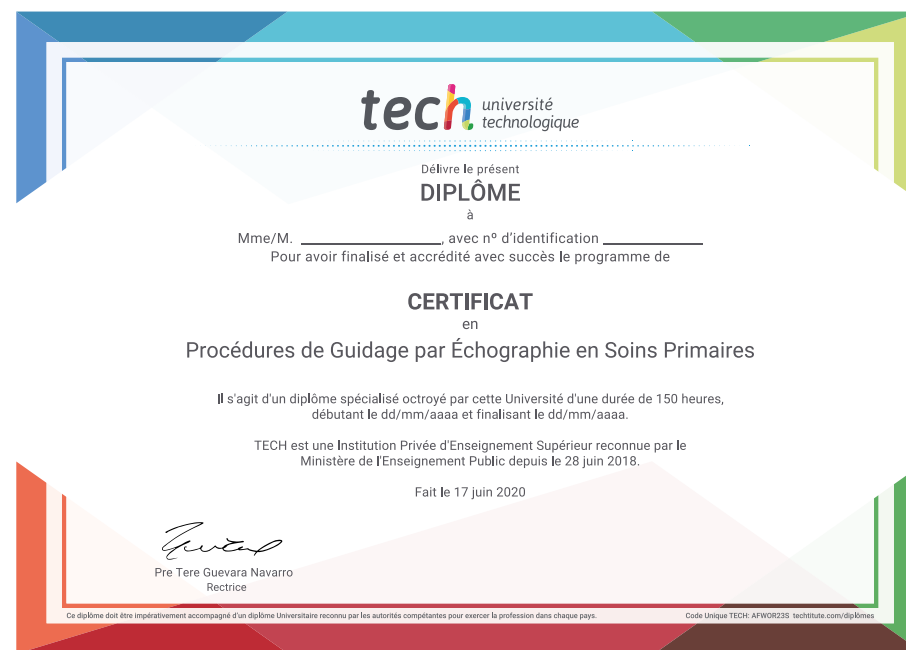 tech université
technologique
Délivre le présent
DIPLÔME
à
Mme/M. ____________________, avec nº d'identification ______________
Pour avoir finalisé et accrédité avec succès le programme de
CERTIFICAT
en
Procédures de Guidage par Échographie en Soins Primaires
Il s'agit d'un diplôme spécialisé octroyé par cette Université d'une durée de 150 heures,
débutant le dd/mm/aaaa et finalisant le dd/mm/aaaa.
TECH est une Institution Privée d'Enseignement Supérieur reconnue par le
Ministère de l'Enseignement Public depuis le 28 juin 2018.
Fait le 17 juin 2020
Pre Tere Guevara Navarro
Rectrice
Ce diplôme doit être impérativement accompagné d'un diplôme Universitaire reconnu par les autorités compétantes pour exercer la profession dans chaque pays.
Code Unique TECH: AFWOR23S techtitute.com/diplômes